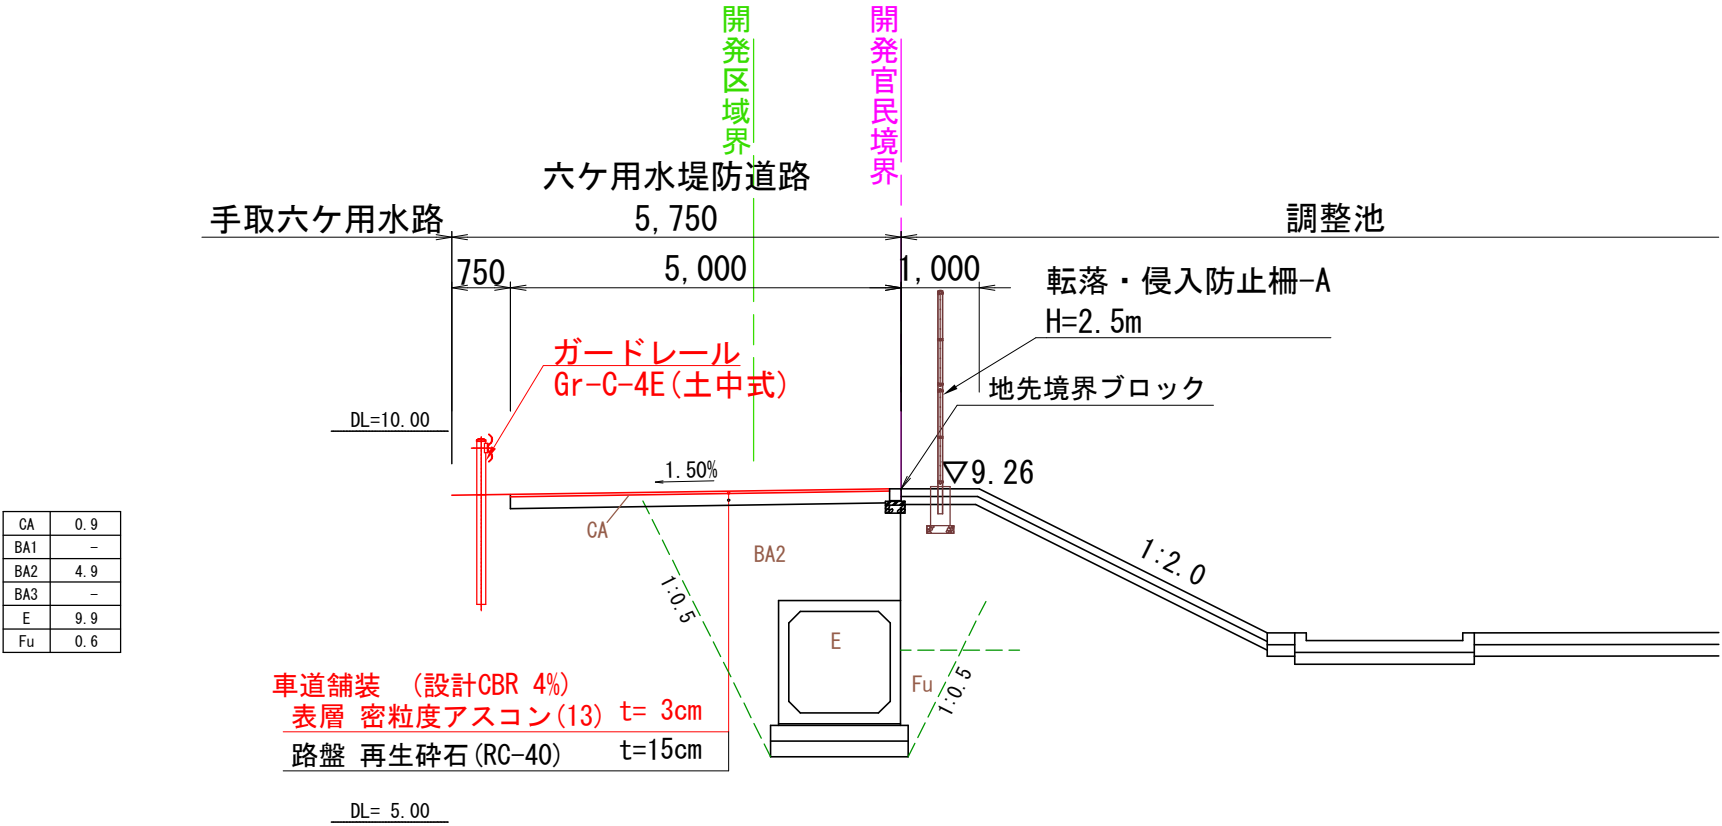 開発区域界
開発官民境界
六ケ用水堤防道路
手取六ケ用水路
5,750
調整池
750
5,000
1,000
転落・侵入防止柵-A
H=2.5m
ガードレール
Gr-C-4E(土中式)
地先境界ブロック
DL=10.00
1.50%
▽9.26
CA
BA2
1:0.5
1:2.0
E
Fu
1:0.5
CA 0.9
BA1 -
BA2 4.9
BA3 -
E 9.9
Fu 0.6
車道舗装 (設計CBR 4%)
表層 密粒度アスコン(13) t= 3cm
路盤 再生砕石(RC-40) t=15cm
DL= 5.00